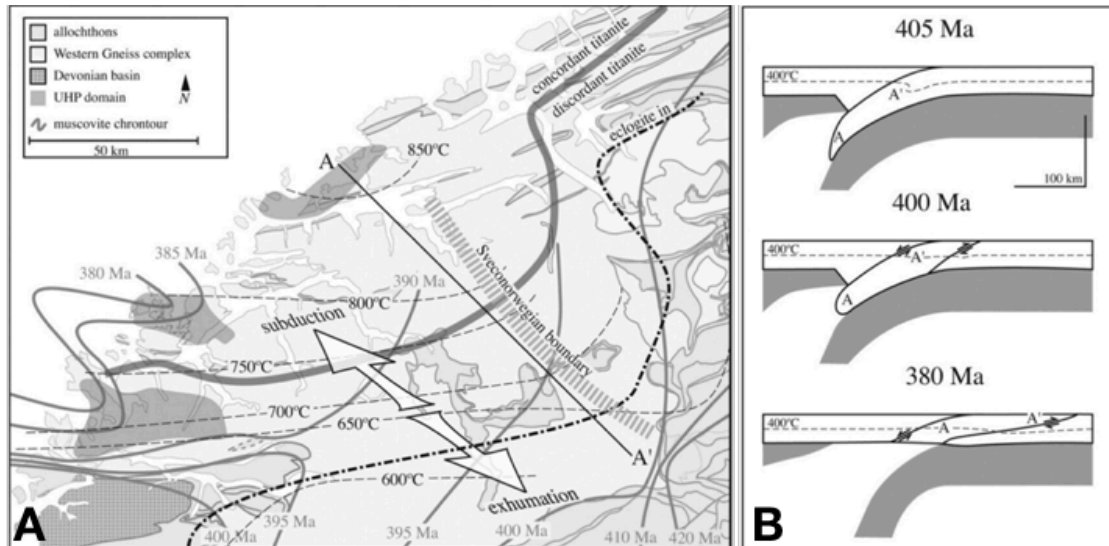 allochthons
Western Gneiss complex
Devonian basin
UHP domain
muscovite chrontour
N
50 km
concordant titanite
discordant titanite
eclogite in
850°C
A
Sveconorwegian boundary
385 Ma
380 Ma
390 Ma
800°C
subduction
750°C
700°C
650°C
A'
600°C
exhumation
395 Ma
400 Ma
395 Ma
400 Ma
410 Ma
420 Ma
A
405 Ma
400°C
A'
A
100 km
400 Ma
400°C
A'
A
380 Ma
400°C
A
A'
B